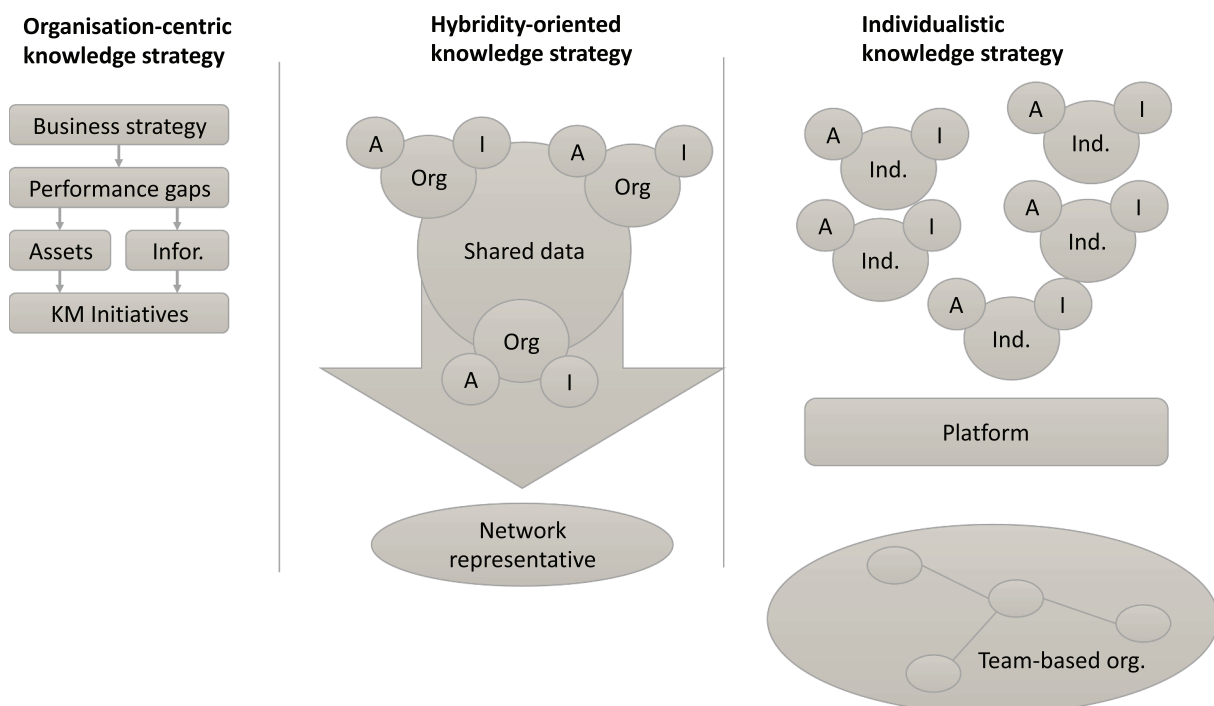 Organisation-centric
knowledge strategy
Business strategy
Performance gaps
Assets
Infor.
KM Initiatives
Hybridity-oriented
knowledge strategy
A
I
Org
A
I
Org
Shared data
Org
A
I
Network
representative
Individualistic
knowledge strategy
A
I
Ind.
A
I
Ind.
A
I
Ind.
A
I
Ind.
A
I
Ind.
Platform
Team-based org.